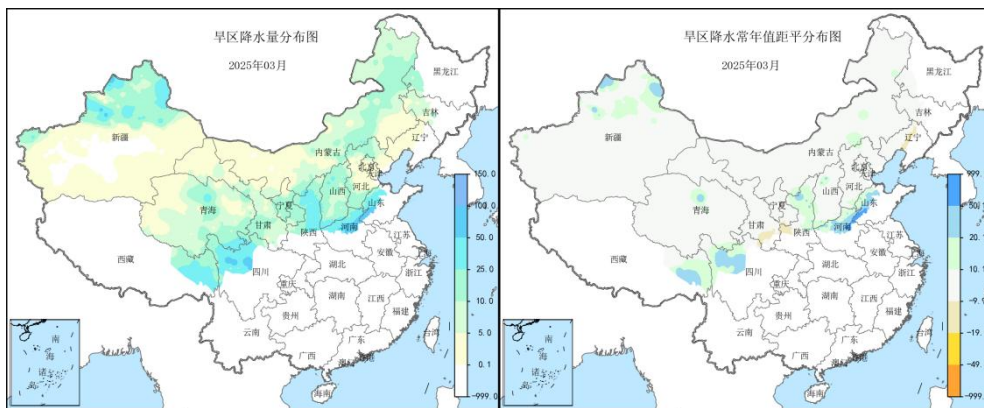 旱区降水量分布图
2025年03月
黑龙江
吉林
辽宁
新疆
内蒙古
北京
天津
河北
山西
山东
宁夏
青海
甘肃
陕西
河南
江苏
安徽
西藏
四川
湖北
重庆
浙江
湖南
江西
贵州
福建
云南
台湾
广西
广东
海南
南
海
诸
岛
150.0
100.0
50.0
25.0
10.0
5.0
0.1
-999.0
旱区降水常年值距平分布图
2025年03月
黑龙江
吉林
辽宁
新疆
内蒙古
北京
天津
河北
山西
山东
宁夏
青海
甘肃
陕西
河南
江苏
安徽
西藏
四川
湖北
重庆
浙江
湖南
江西
贵州
福建
云南
台湾
广西
广东
海南
南
海
诸
岛